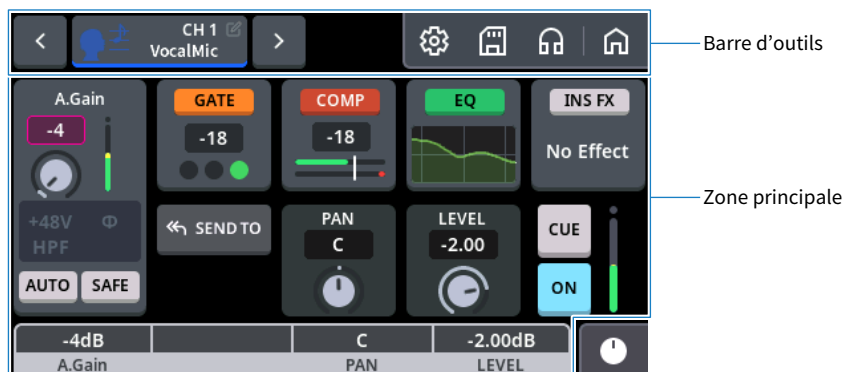 CH 1
VocalMic
Barre d’outils
A.Gain
GATE
COMP
EQ
INS FX
-4
-18
-18
No Effect
Zone principale
+48V Φ
HPF
SEND TO
PAN
LEVEL
C
-2.00
CUE
AUTO SAFE
ON
-4dB C -2.00dB
A.Gain PAN LEVEL